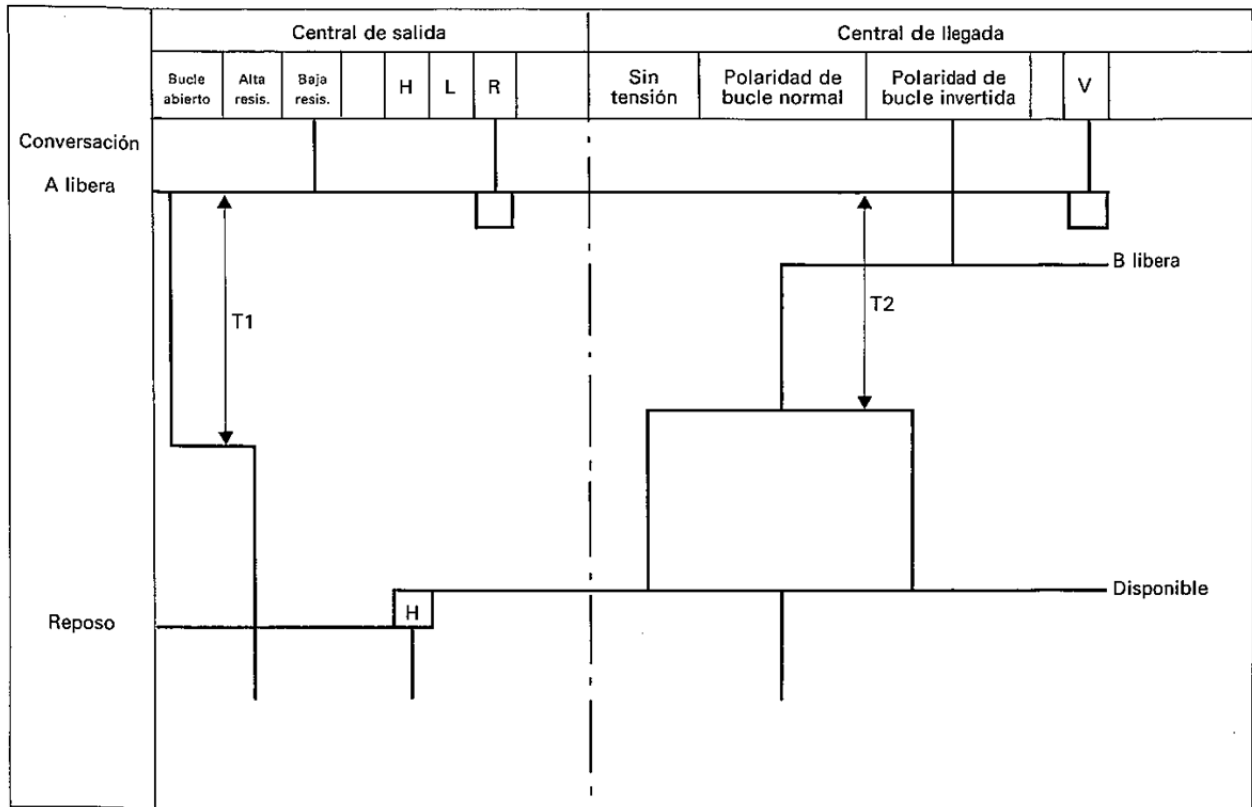 Central de salida
Central de llegada
Bucle
abierto
Alta
resis.
Baja
resis.
H
L
R
Sin
tensión
Polaridad de
bucle normal
Polaridad de
bucle invertida
V
Conversación
A libera
B libera
T1
T2
Disponible
H
Reposo